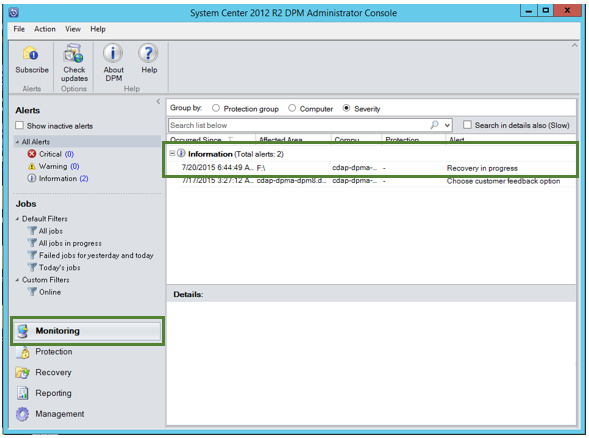 System Center 2012 R2 DPM Administrator Console
File Action View Help
Subscribe
Check updates
About DPM
Help
Alerts Options Help
Alerts
Show inactive alerts
All Alerts
Critical (0)
Warning (0)
Information (2)
Jobs
Default Filters
All jobs
All jobs in progress
Failed jobs for yesterday and today
Today's jobs
Custom Filters
Online
Monitoring
Protection
Recovery
Reporting
Management
Group by: Protection group Computer Severity
Search list below
Search in details also (Slow)
Occurred Since Affected Area Compu... Protection Alert
Information (Total alerts: 2)
7/20/2015 6:44:49 A... F:\ cdap-dpma-... - Recovery in progress
7/17/2015 3:27:12 A... cdap-dpma-dpm8.d... cdap-dpma-... - Choose customer feedback option
Details: